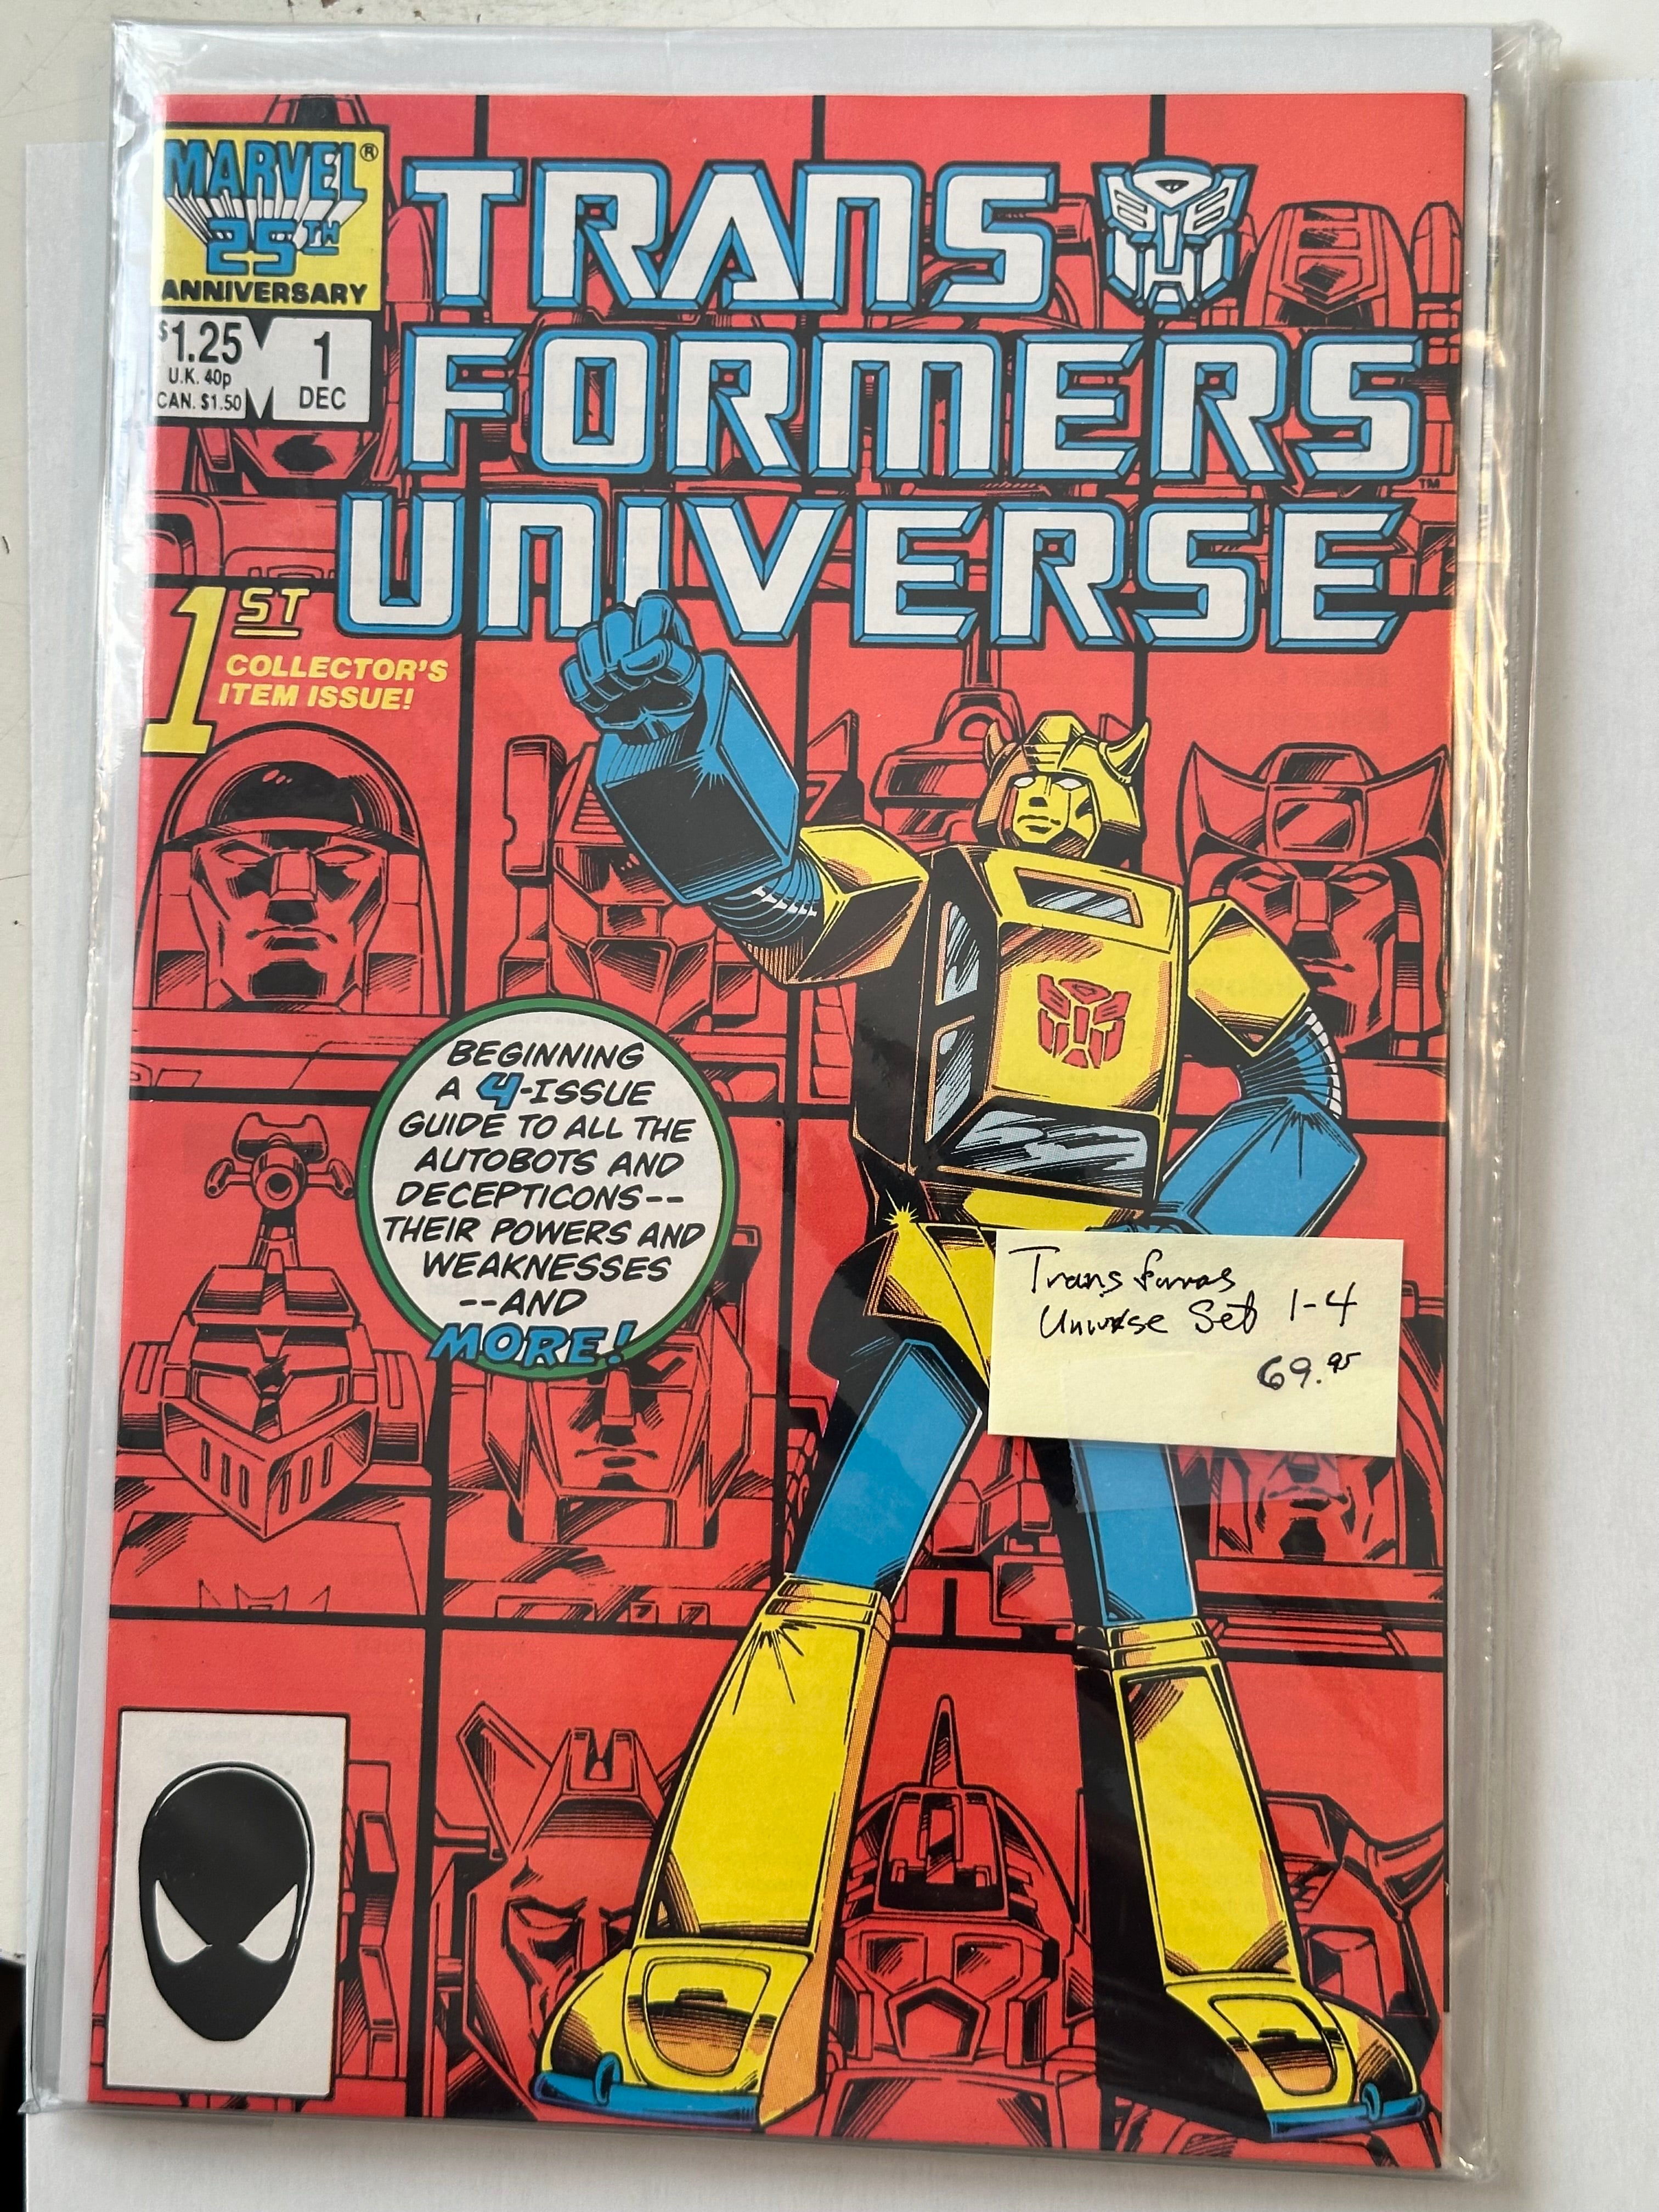 MARVEL®
25TH
ANNIVERSARY
$1.25
U.K. 40p
CAN. $1.50
1
DEC
TRANS
FORMERS™
UNIVERSE
1ST
COLLECTOR'S
ITEM ISSUE!
BEGINNING
A 4-ISSUE
GUIDE TO ALL THE
AUTOBOTS AND
DECEPTICONS--
THEIR POWERS AND
WEAKNESSES
--AND
MORE!
Universe Set 1-4
69.95